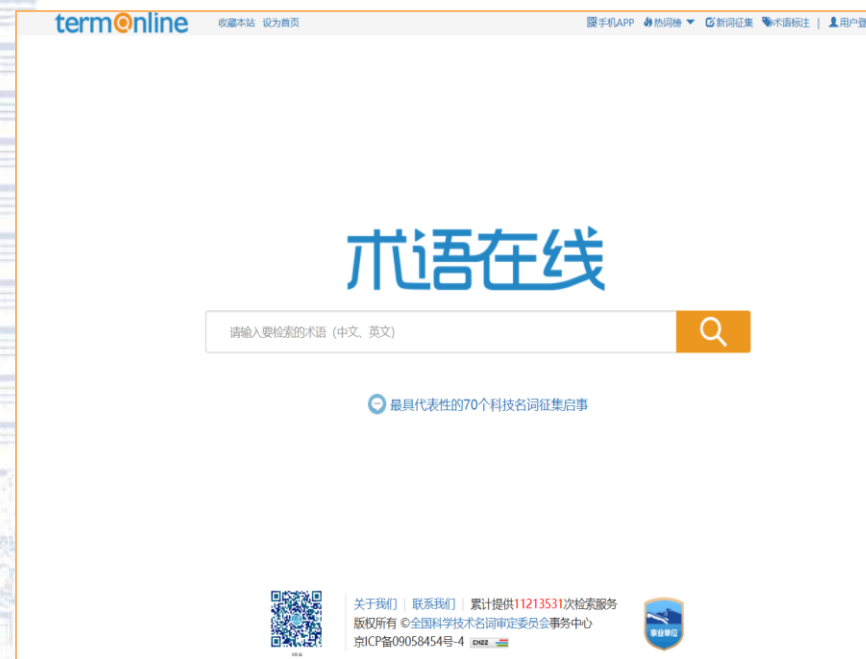 termonline 收藏本站 设为首页 手机APP 热词榜 新词征集 术语标注 | 用户登
术语在线
请输入要检索的术语（中文、英文）
最具代表性的70个科技名词征集启事
关于我们 | 联系我们 | 累计提供11213531次检索服务
版权所有 ©全国科学技术名词审定委员会事务中心
京ICP备09058454号-4 CNZZ
事业单位